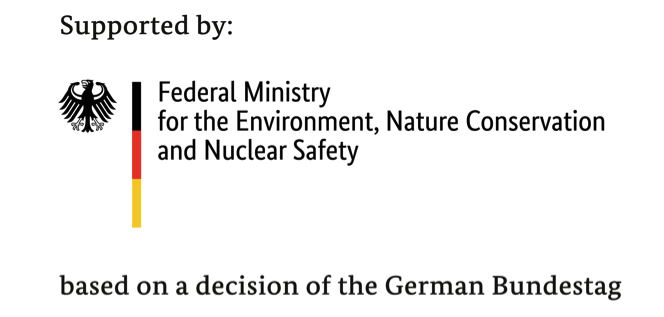 Supported by:
Federal Ministry
for the Environment, Nature Conservation
and Nuclear Safety
based on a decision of the German Bundestag